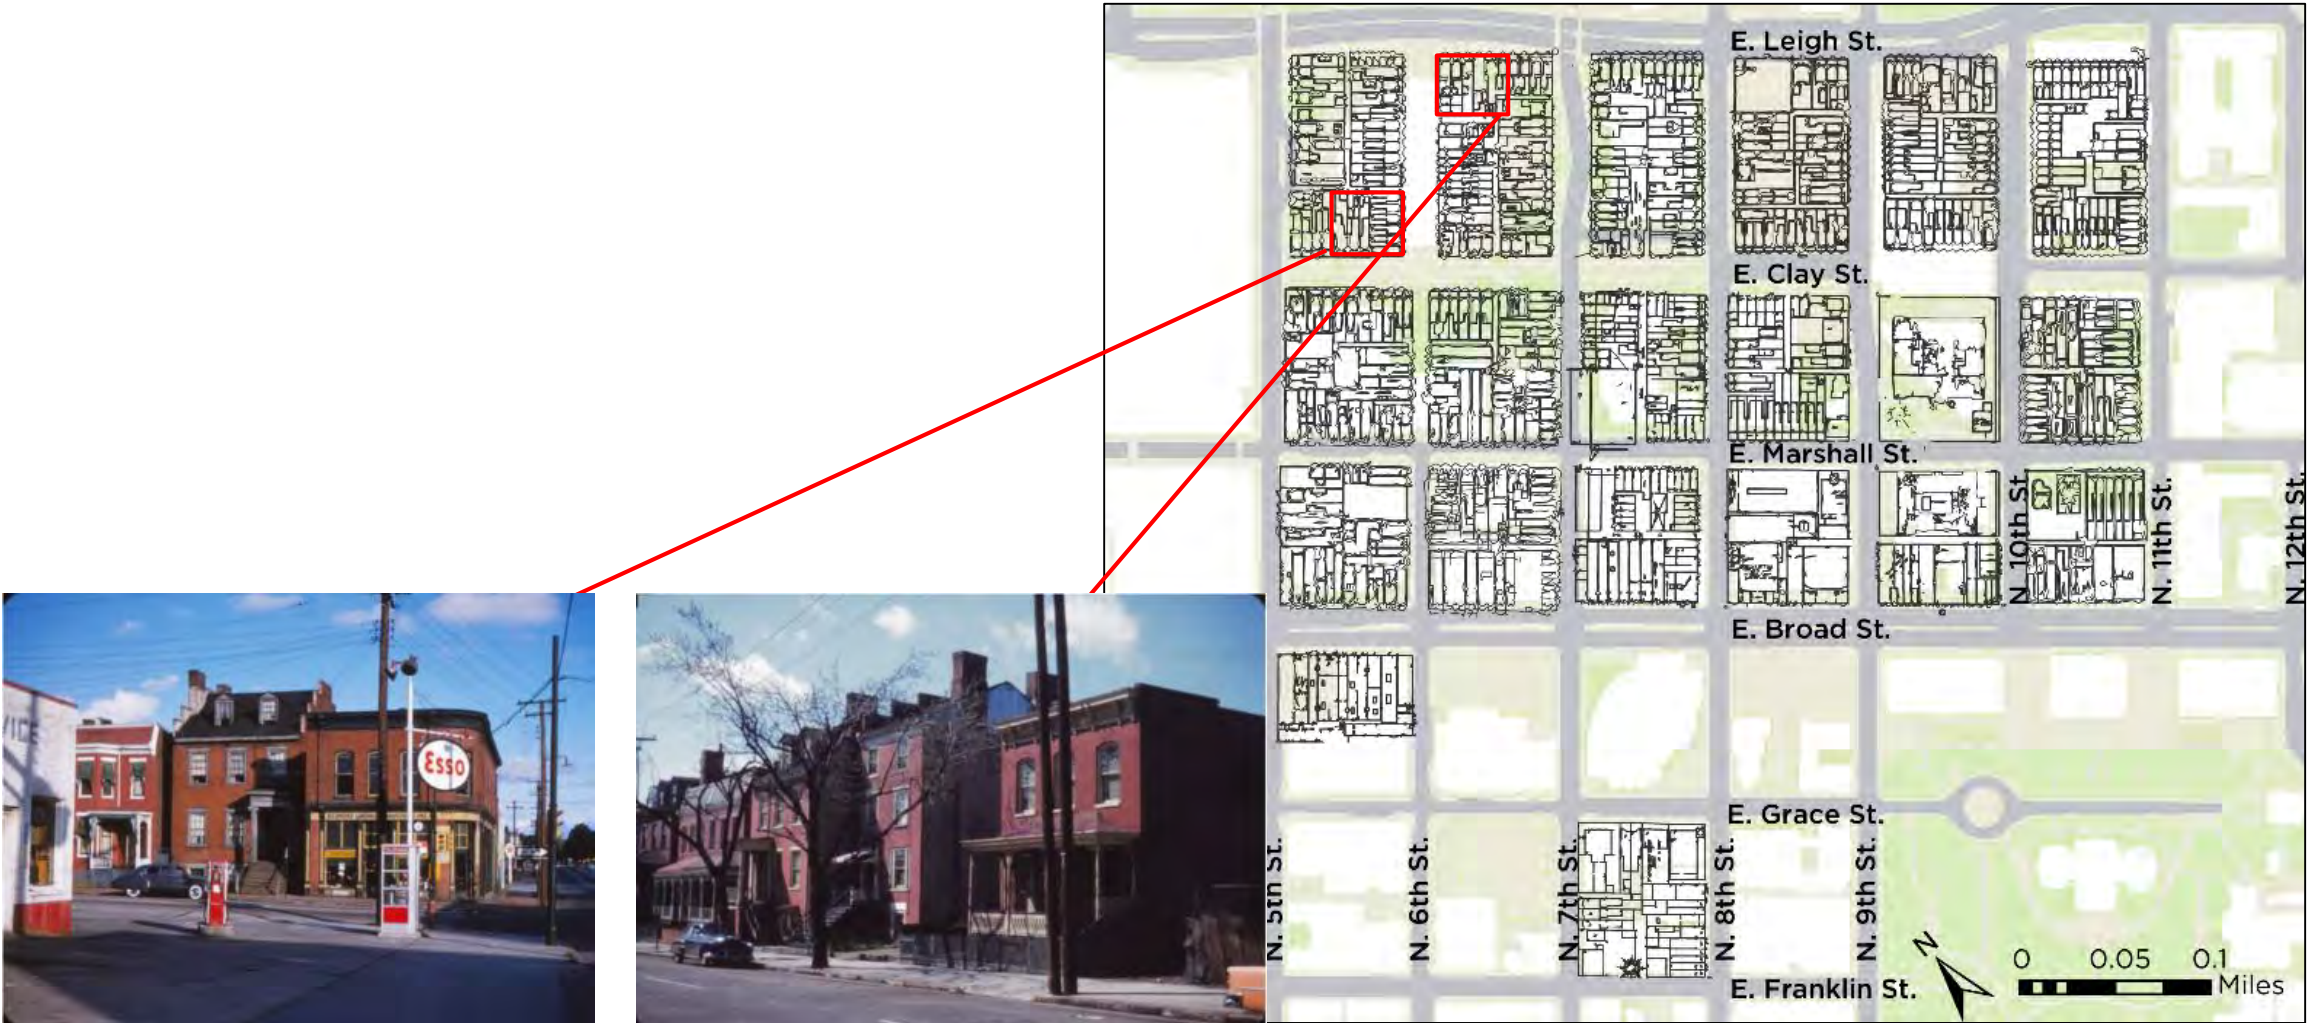 E. Leigh St.
E. Clay St.
E. Marshall St.
N. 10th St
N. 11th St.
N. 12th St.
E. Broad St.
E. Grace St.
N. 5th St.
N. 6th St.
N. 7th St.
N. 8th St.
N. 9th St.
E. Franklin St.
N
0 0.05 0.1
Miles
Esso